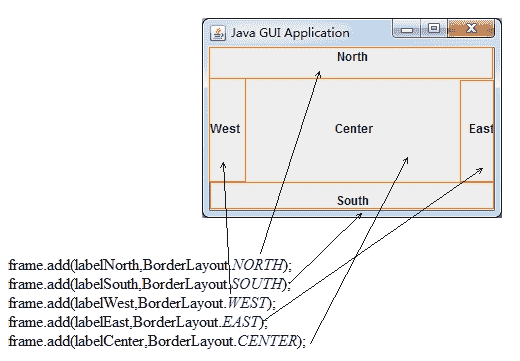 Java GUI Application
North
West
Center
East
South
frame.add(labelNorth,BorderLayout.NORTH);
frame.add(labelSouth,BorderLayout.SOUTH);
frame.add(labelWest,BorderLayout.WEST);
frame.add(labelEast,BorderLayout.EAST);
frame.add(labelCenter,BorderLayout.CENTER);